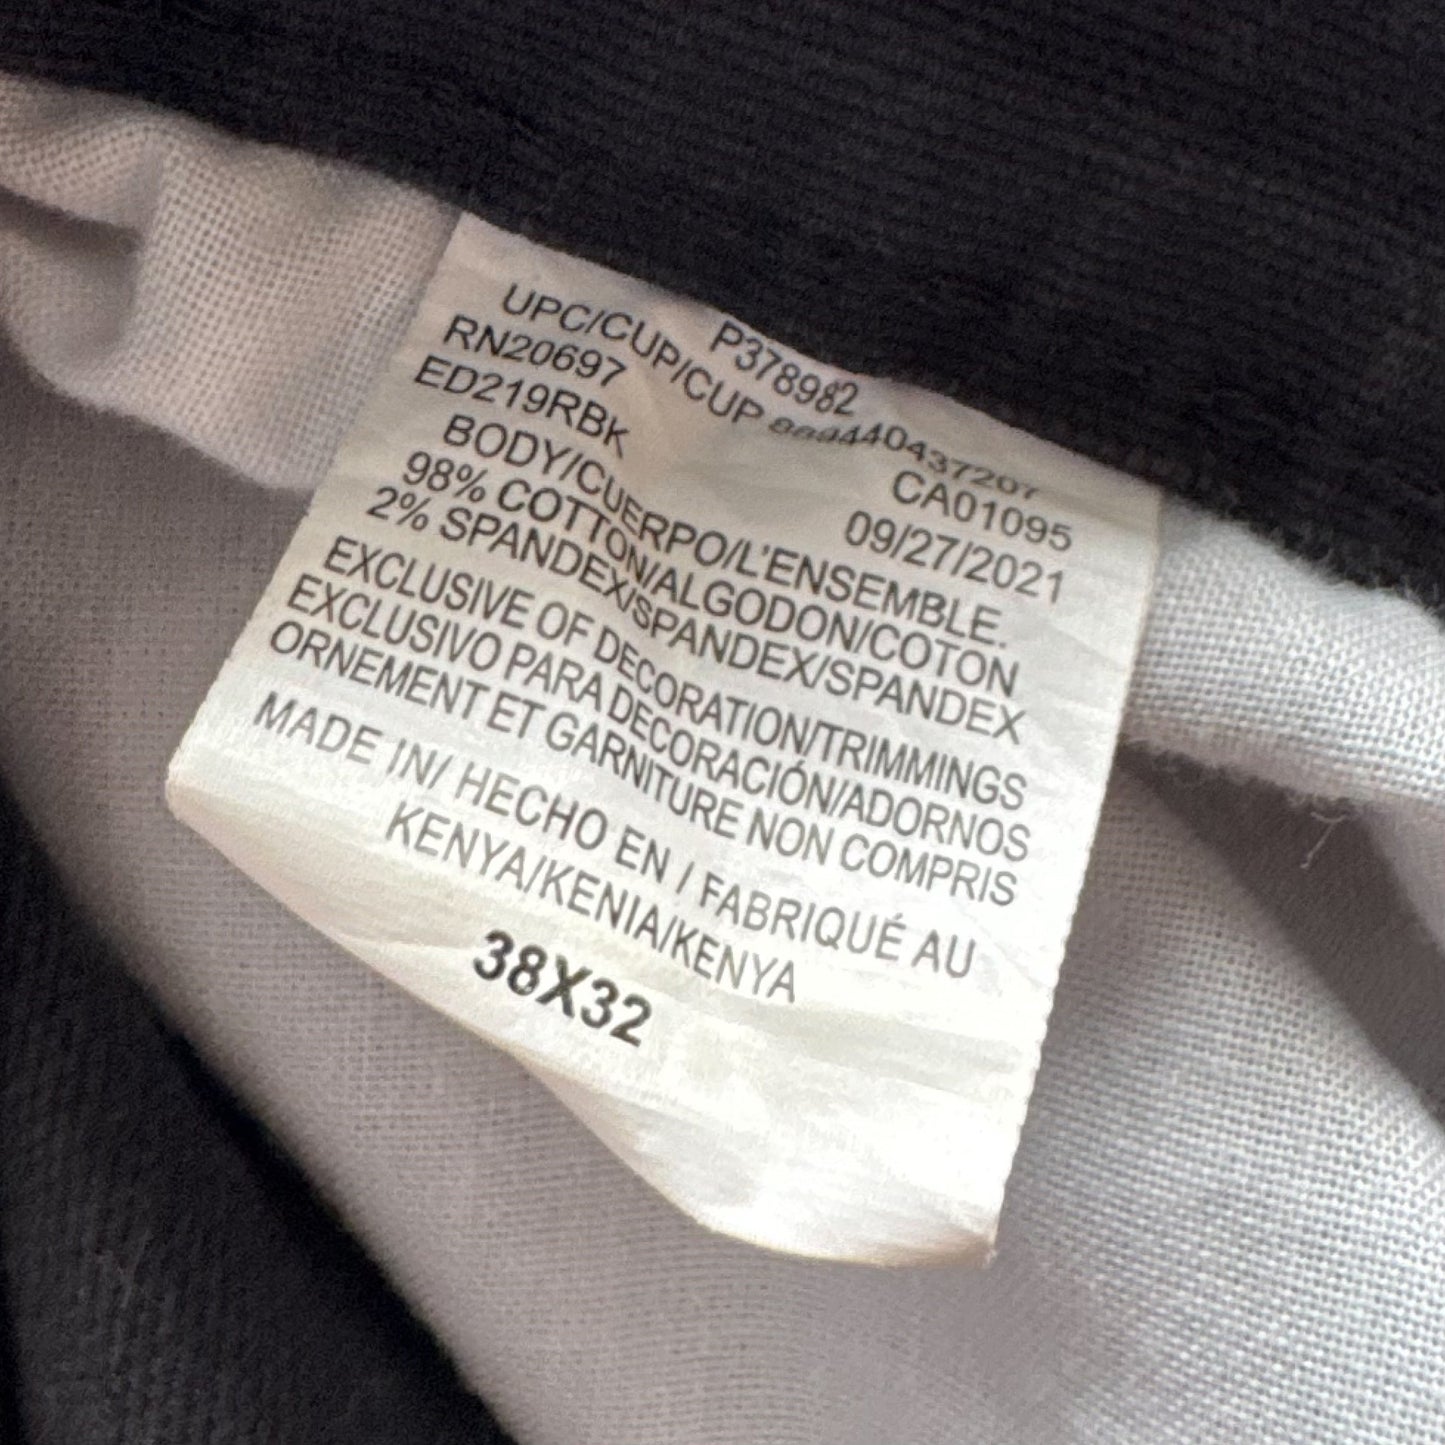 P378982
UPC/CUP/CUP
RN20697 CA01095
ED219RBK 09/27/2021
BODY/CUERPO/L'ENSEMBLE.
98% COTTON/ALGODON/COTON
2% SPANDEX/SPANDEX/SPANDEX
EXCLUSIVE OF DECORATION/TRIMMINGS
EXCLUSIVO PARA DECORACIÓN/ADORNOS
ORNEMENT ET GARNITURE NON COMPRIS
MADE IN/ HECHO EN / FABRIQUÉ AU
KENYA/KENIA/KENYA
38X32